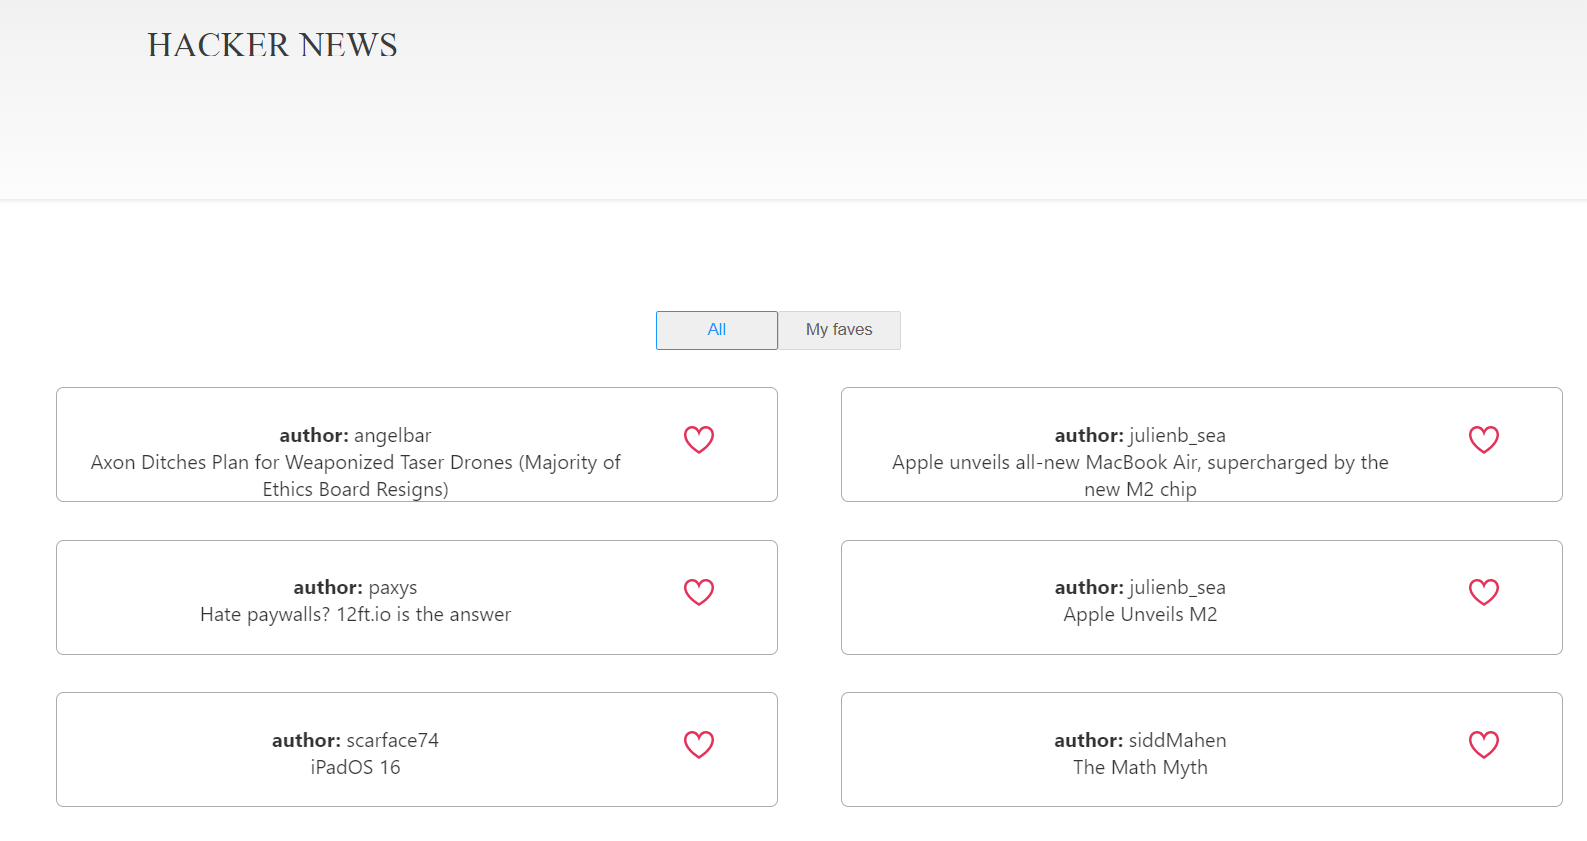 HACKER NEWS
All
My faves
author: angelbar
Axon Ditches Plan for Weaponized Taser Drones (Majority of
Ethics Board Resigns)
author: julienb_sea
Apple unveils all-new MacBook Air, supercharged by the
new M2 chip
author: paxys
Hate paywalls? 12ft.io is the answer
author: julienb_sea
Apple Unveils M2
author: scarface74
iPadOS 16
author: siddMahen
The Math Myth